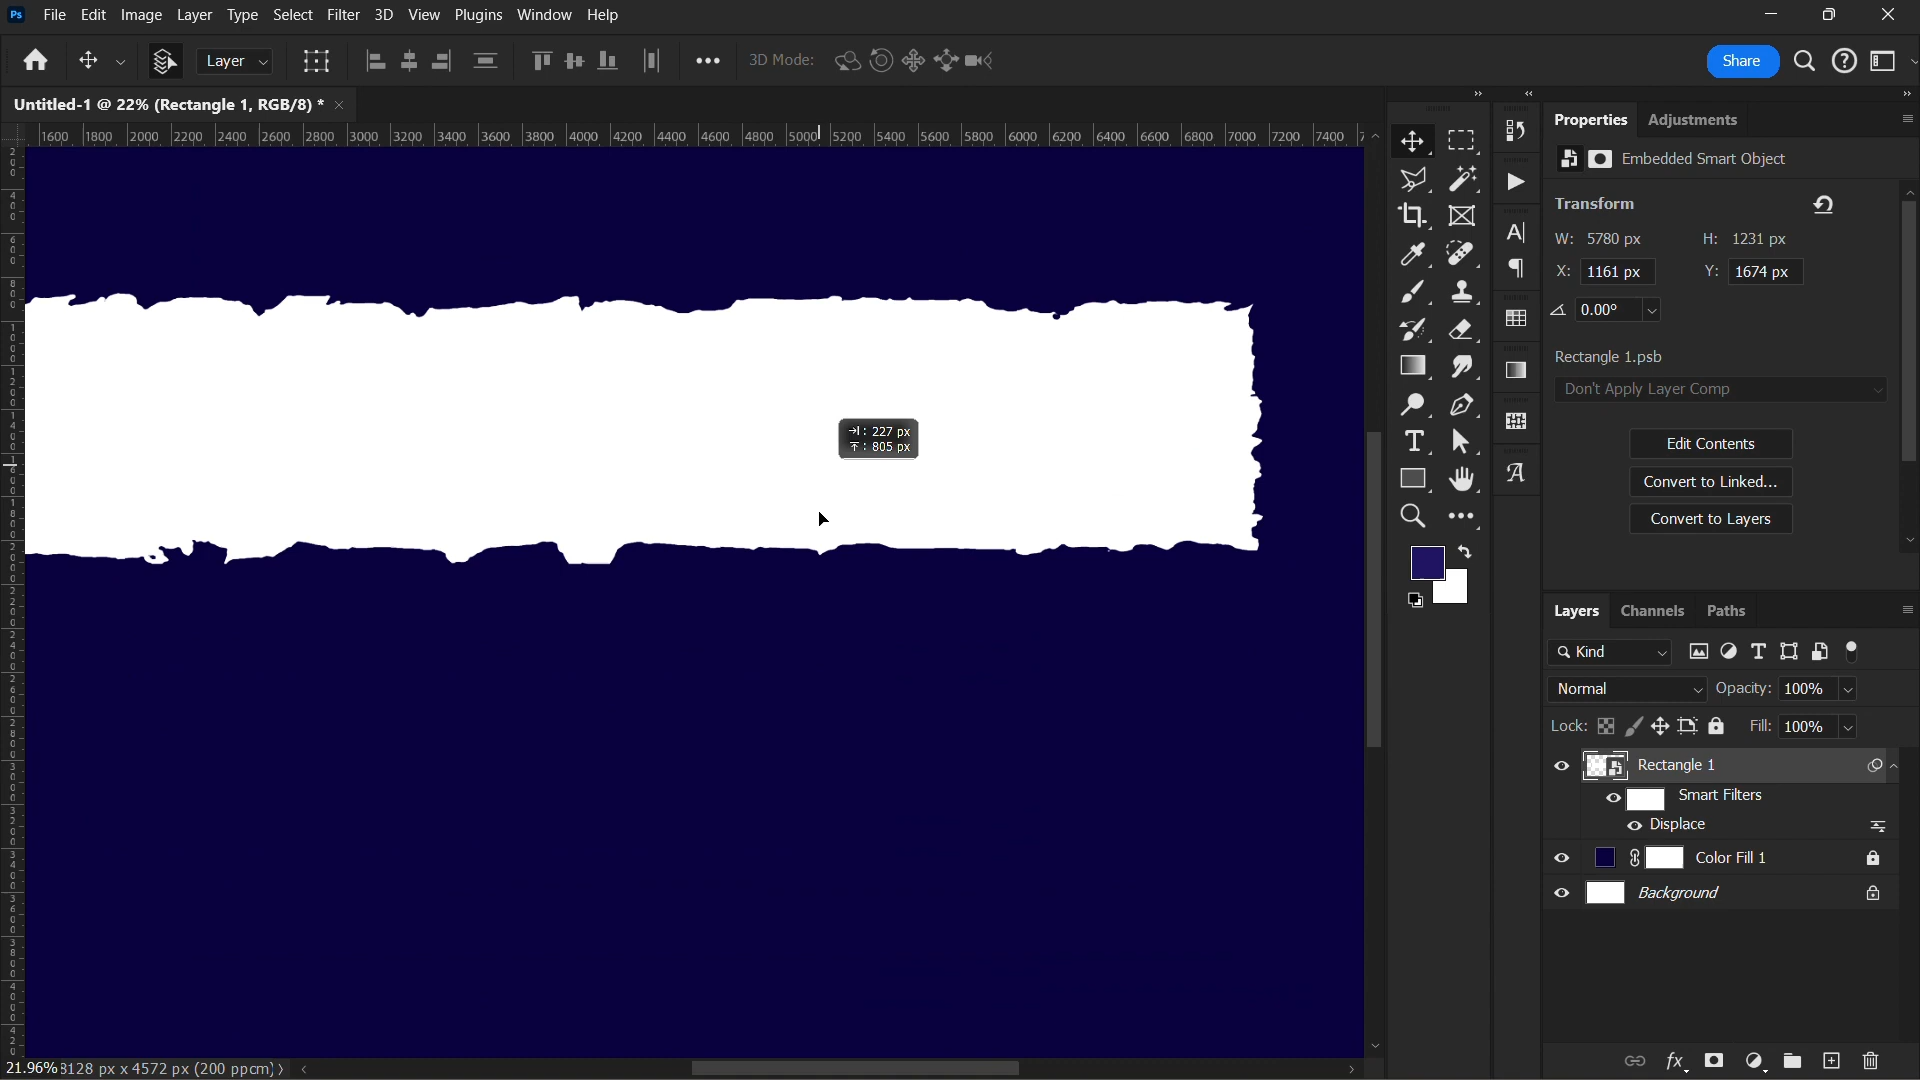 Ps File Edit Image Layer Type Select Filter 3D View Plugins Window Help
Layer 3D Mode: Share
Untitled-1 @ 22% (Rectangle 1, RGB/8) * ×
1600 1800 2000 2200 2400 2600 2800 3000 3200 3400 3600 3800 4000 4200 4400 4600 4800 5000 5200 5400 5600 5800 6000 6200 6400 6600 6800 7000 7200 7400
Properties Adjustments
Embedded Smart Object
Transform
W: 5780 px H: 1231 px
X: 1161 px Y: 1674 px
0.00°
Rectangle 1.psb
Don't Apply Layer Comp
Edit Contents
Convert to Linked...
Convert to Layers
: 227 px
: 805 px
Layers Channels Paths
Kind
Normal Opacity: 100%
Lock: Fill: 100%
Rectangle 1
Smart Filters
Displace
Color Fill 1
Background
fx
21.96% 8128 px x 4572 px (200 ppcm)